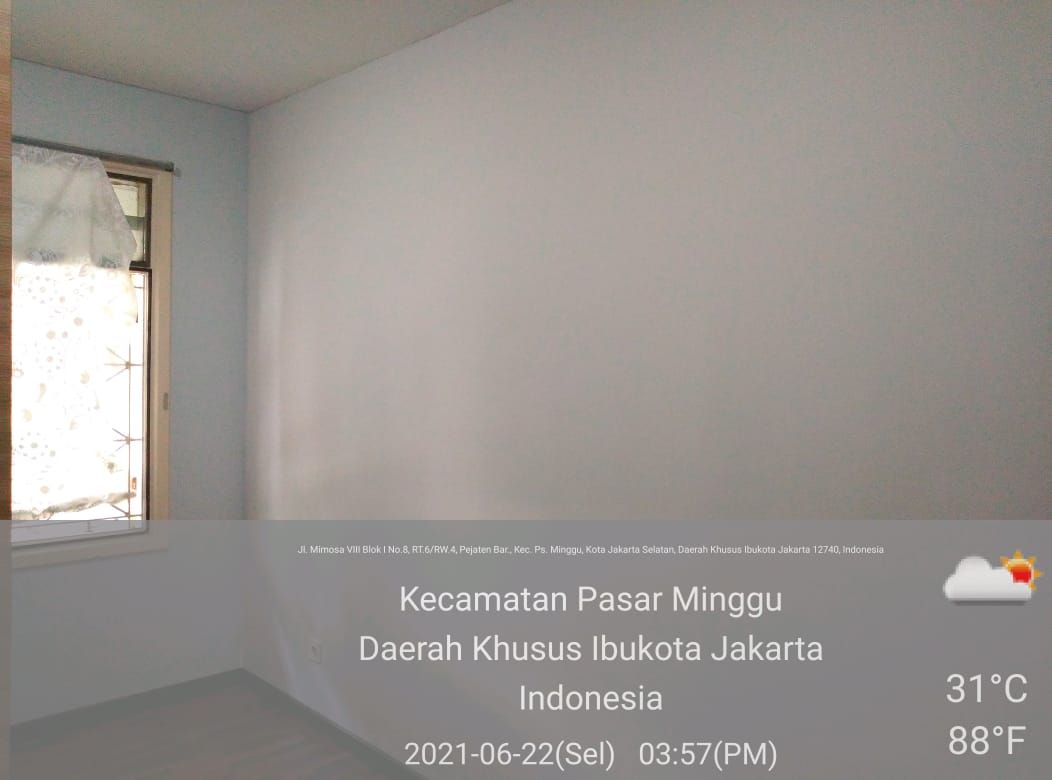 Jl. Mimosa VIII Blok I No.8, RT.6/RW.4, Pejaten Bar., Kec. Ps. Minggu, Kota Jakarta Selatan, Daerah Khusus Ibukota Jakarta 12740, Indonesia
Kecamatan Pasar Minggu
Daerah Khusus Ibukota Jakarta
Indonesia
2021-06-22(Sel) 03:57(PM)
31°C
88°F